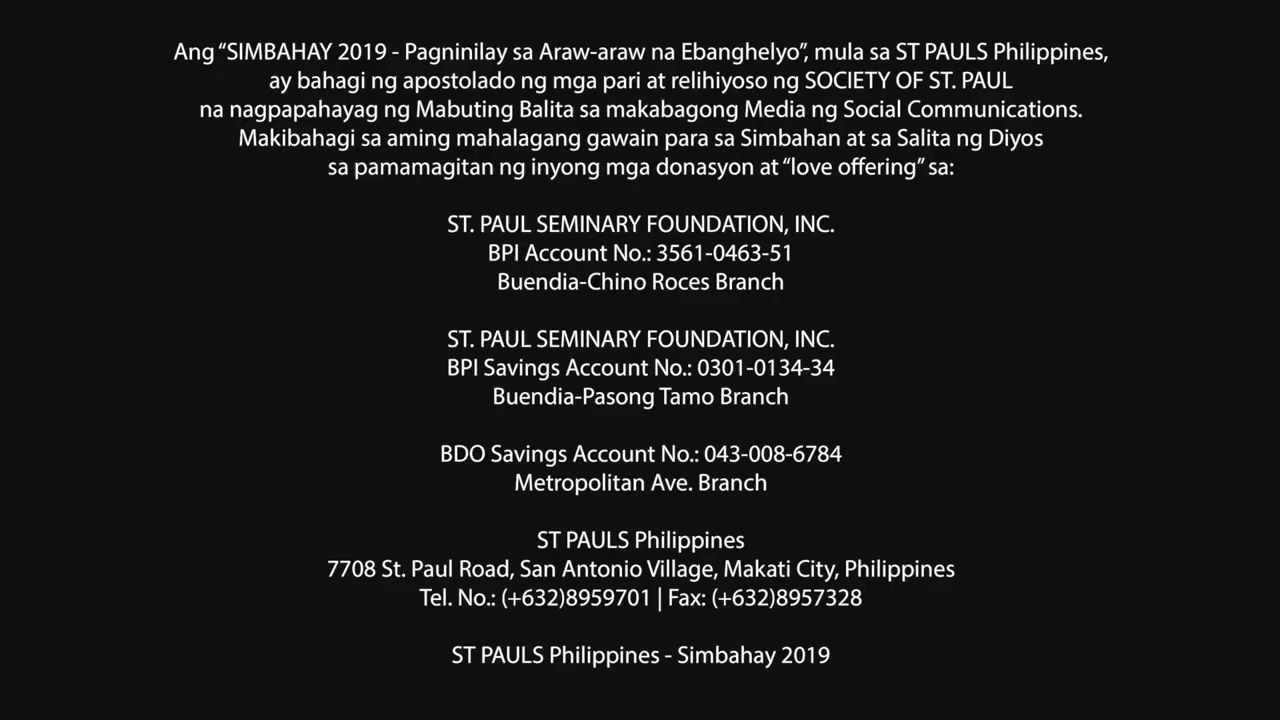 Ang “SIMBAHAY 2019 - Pagninilay sa Araw-araw na Ebanghelyo”, mula sa ST PAULS Philippines,
ay bahagi ng apostolado ng mga pari at relihiyoso ng SOCIETY OF ST. PAUL
na nagpapahayag ng Mabuting Balita sa makabagong Media ng Social Communications.
Makibahagi sa aming mahalagang gawain para sa Simbahan at sa Salita ng Diyos
sa pamamagitan ng inyong mga donasyon at “love offering” sa:
ST. PAUL SEMINARY FOUNDATION, INC.
BPI Account No.: 3561-0463-51
Buendia-Chino Roces Branch
ST. PAUL SEMINARY FOUNDATION, INC.
BPI Savings Account No.: 0301-0134-34
Buendia-Pasong Tamo Branch
BDO Savings Account No.: 043-008-6784
Metropolitan Ave. Branch
ST PAULS Philippines
7708 St. Paul Road, San Antonio Village, Makati City, Philippines
Tel. No.: (+632)8959701 | Fax: (+632)8957328
ST PAULS Philippines - Simbahay 2019